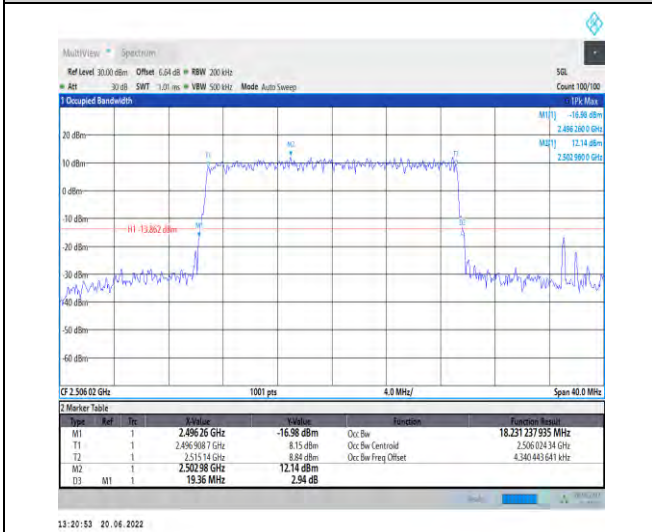 MultiView Spectrum
Ref Level 30.00 dBm Offset 6.64 dB RBW 200 kHz SGL
Att 30 dB SWT 1.01 ms VBW 500 kHz Mode Auto Sweep Count 100/100
1 Occupied Bandwidth 1Pk Max
M1[1] -16.98 dBm
2.496 260 0 GHz
20 dBm M2[1] 12.14 dBm
2.502 980 0 GHz
M2
T1 T2
10 dBm
0 dBm
-10 dBm
H1 -13.862 dBm M1 D3
-20 dBm
-30 dBm
-40 dBm
-50 dBm
-60 dBm
CF 2.506 02 GHz 1001 pts 4.0 MHz/ Span 40.0 MHz
2 Marker Table
Type Ref Trc X-Value Y-Value Function Function Result
M1 1 2.496 26 GHz -16.98 dBm Occ Bw 18.231 237 935 MHz
T1 1 2.496 908 7 GHz 8.15 dBm Occ Bw Centroid 2.506 024 34 GHz
T2 1 2.515 14 GHz 8.84 dBm Occ Bw Freq Offset 4.340 443 641 kHz
M2 1 2.502 98 GHz 12.14 dBm
D3 M1 1 19.36 MHz 2.94 dB
13:20:53 20.06.2022